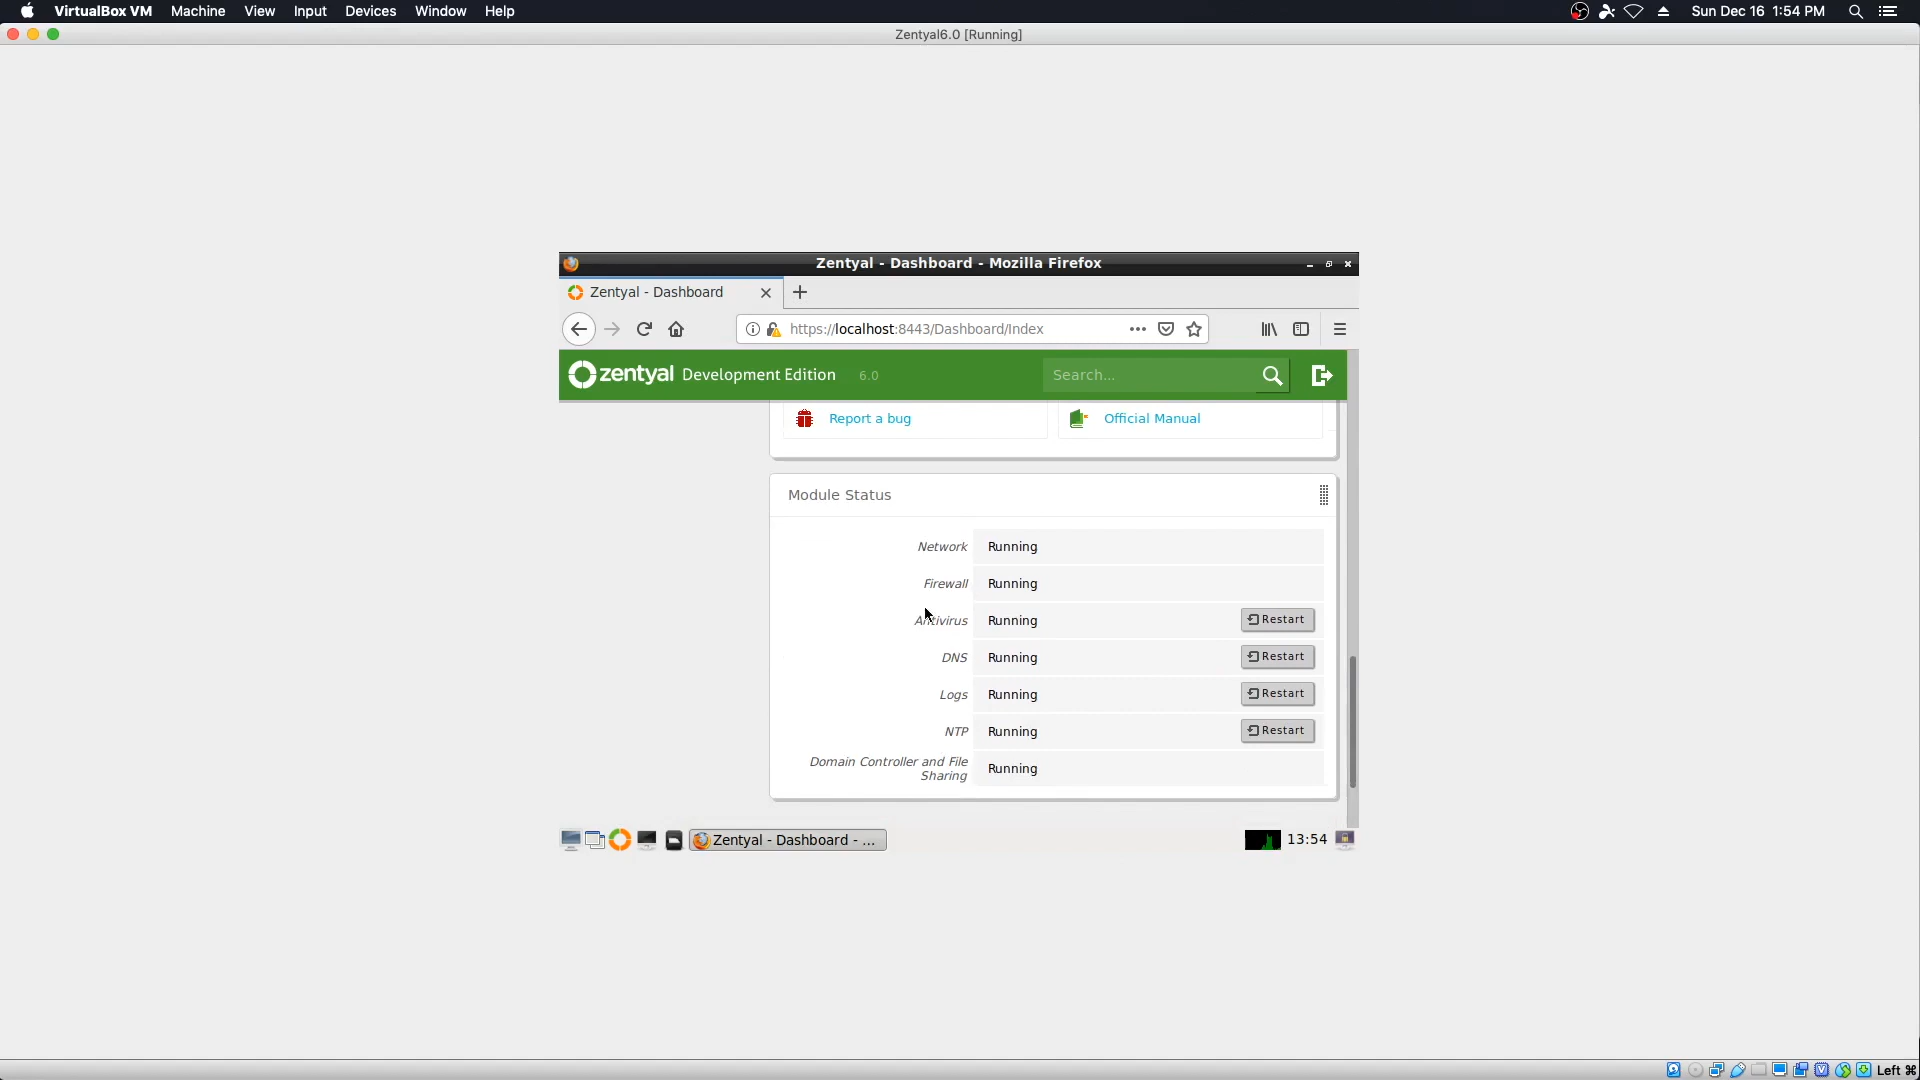 VirtualBox VM Machine View Input Devices Window Help Sun Dec 16 1:54 PM
Zentyal6.0 [Running]
Zentyal - Dashboard - Mozilla Firefox
Zentyal - Dashboard
https://localhost:8443/Dashboard/Index
zentyal Development Edition 6.0 Search...
Report a bug Official Manual
Module Status
Network Running
Firewall Running
Antivirus Running Restart
DNS Running Restart
Logs Running Restart
NTP Running Restart
Domain Controller and File
Sharing Running
Zentyal - Dashboard - ... 13:54
Left ⌘